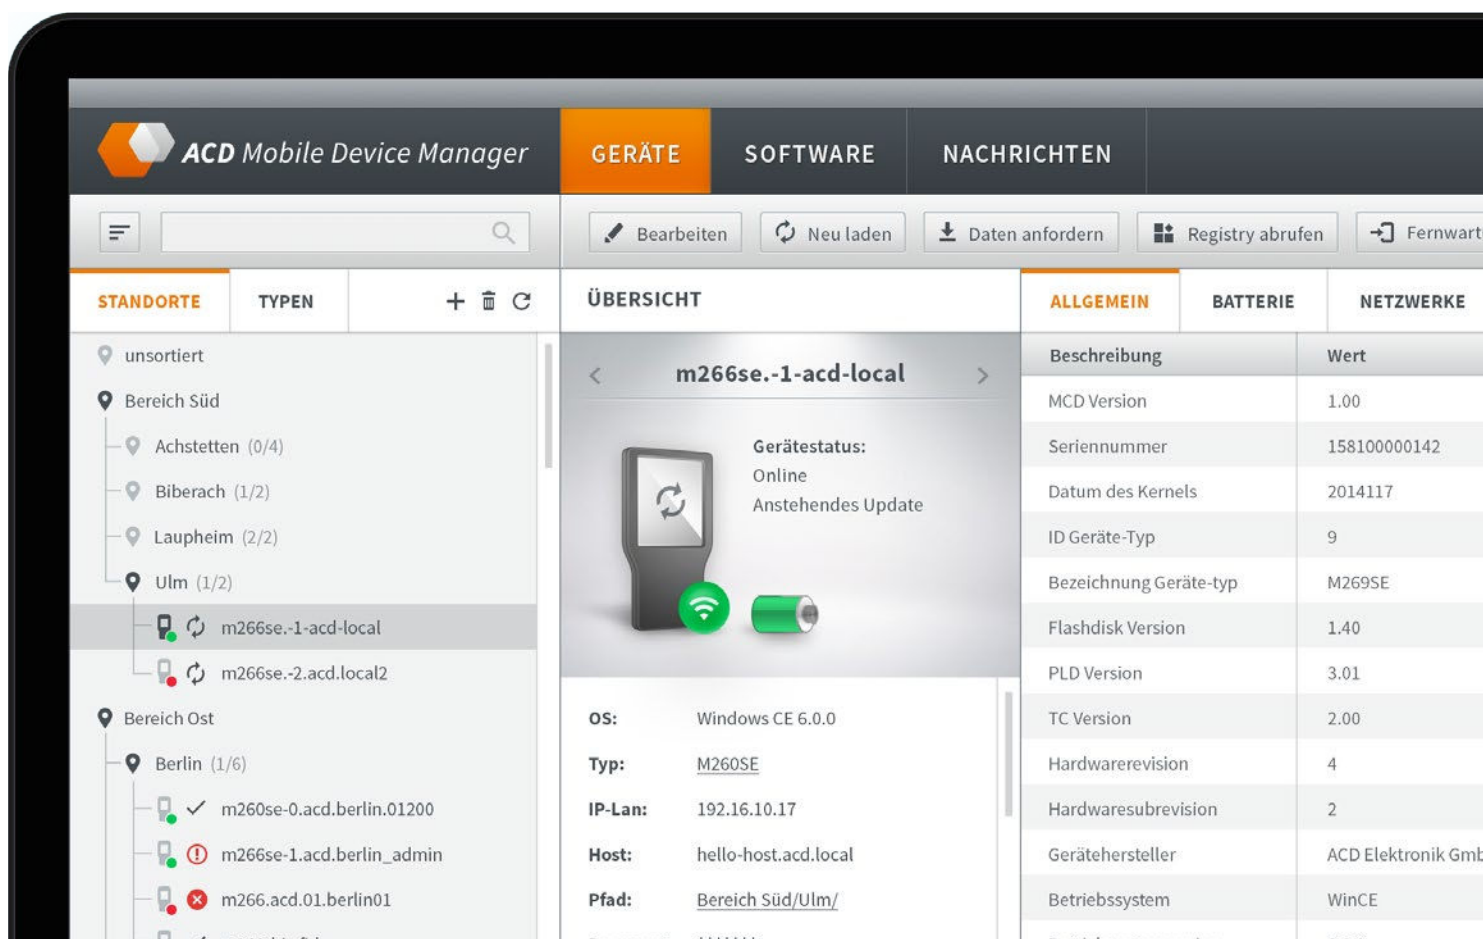 ACD Mobile Device Manager
GERÄTE
SOFTWARE
NACHRICHTEN
Bearbeiten
Neu laden
Daten anfordern
Registry abrufen
STANDORTE
TYPEN
unsortiert
Bereich Süd
Achstetten (0/4)
Biberach (1/2)
Laupheim (2/2)
Ulm (1/2)
m266se.-1-acd-local
m266se.-2.acd.local2
Bereich Ost
Berlin (1/6)
m260se-0.acd.berlin.01200
m266se-1.acd.berlin_admin
m266.acd.01.berlin01
ÜBERSICHT
m266se.-1-acd-local
Gerätestatus:
Online
Anstehendes Update
OS: Windows CE 6.0.0
Typ: M260SE
IP-Lan: 192.16.10.17
Host: hello-host.acd.local
Pfad: Bereich Süd/Ulm/
ALLGEMEIN
BATTERIE
NETZWERKE
Beschreibung Wert
MCD Version 1.00
Seriennummer 158100000142
Datum des Kernels 2014117
ID Geräte-Typ 9
Bezeichnung Geräte-typ M269SE
Flashdisk Version 1.40
PLD Version 3.01
TC Version 2.00
Hardwarerevision 4
Hardwaresubrevision 2
Gerätehersteller ACD Elektronik
Betriebssystem WinCE